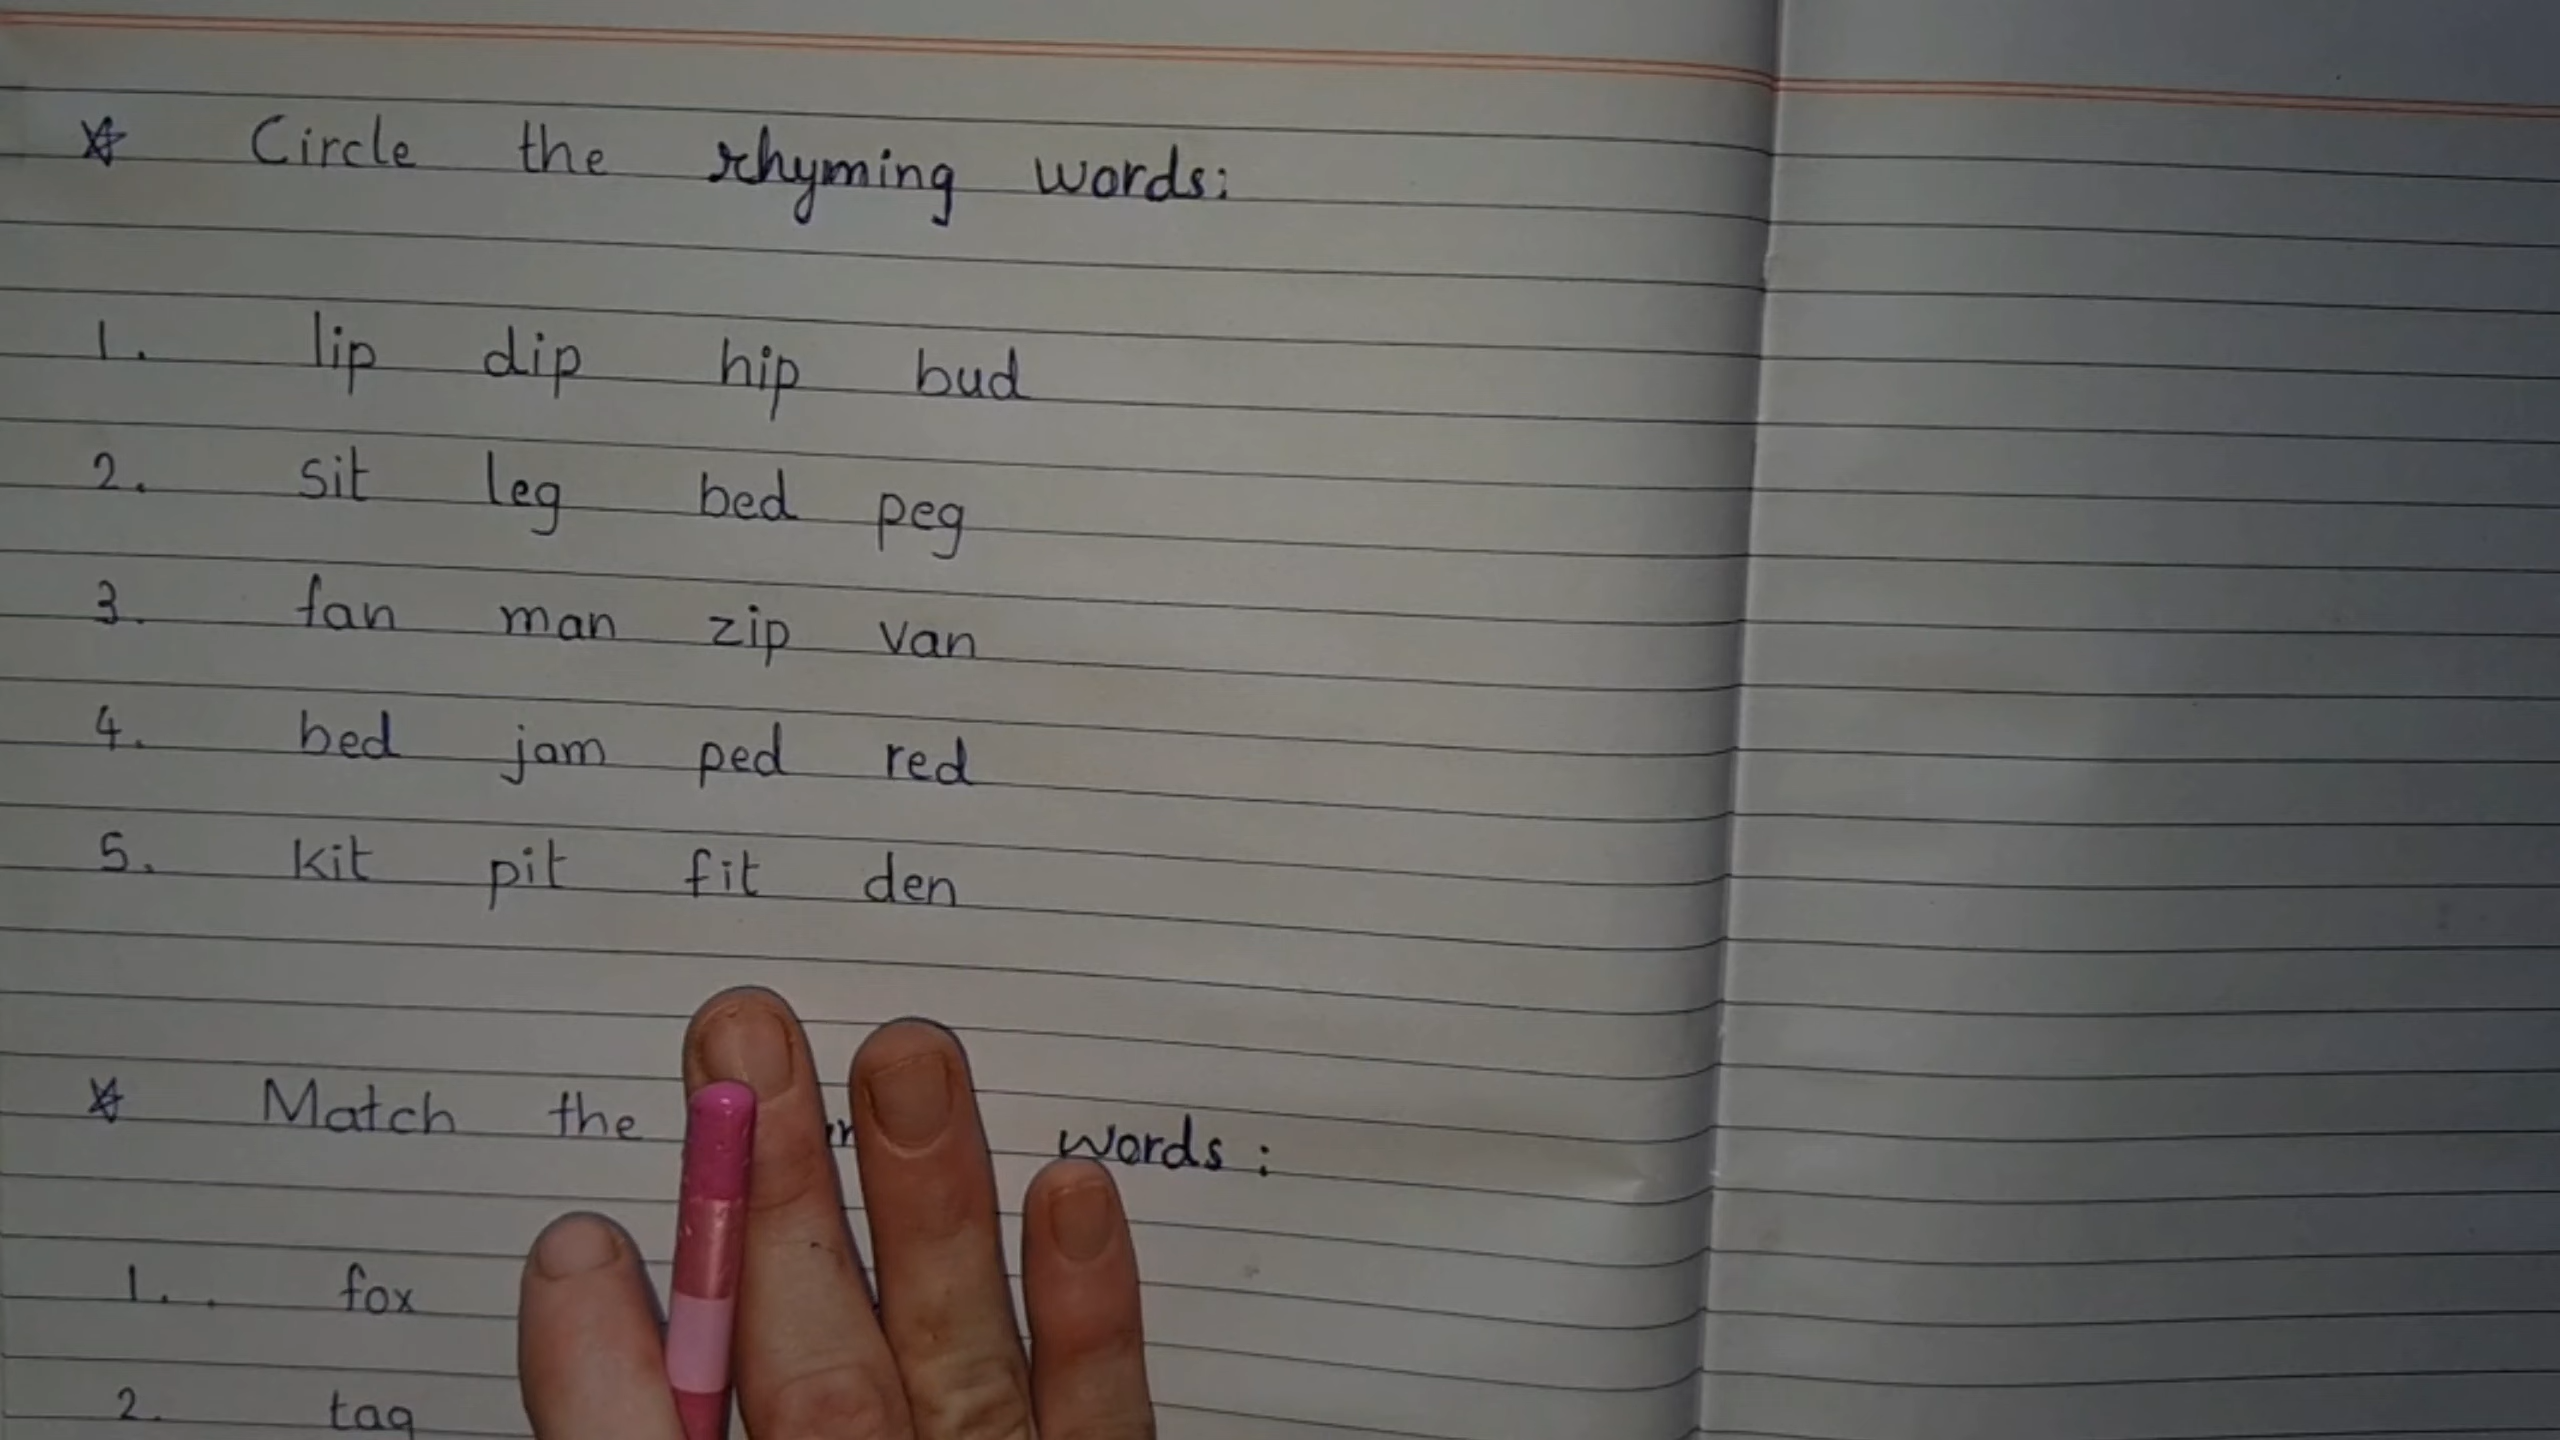 Circle the rhyming words:
1. lip dip hip bud
2. sit leg bed peg
3. fan man zip van
4. bed jam ped red
5. kit pit fit den
Match the words:
1. fox
2. tag